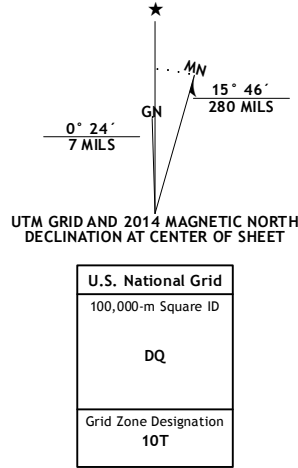 ★
MN
GN
15° 46´
280 MILS
0° 24´
7 MILS
UTM GRID AND 2014 MAGNETIC NORTH
DECLINATION AT CENTER OF SHEET
U.S. National Grid
100,000-m Square ID
DQ
Grid Zone Designation
10T